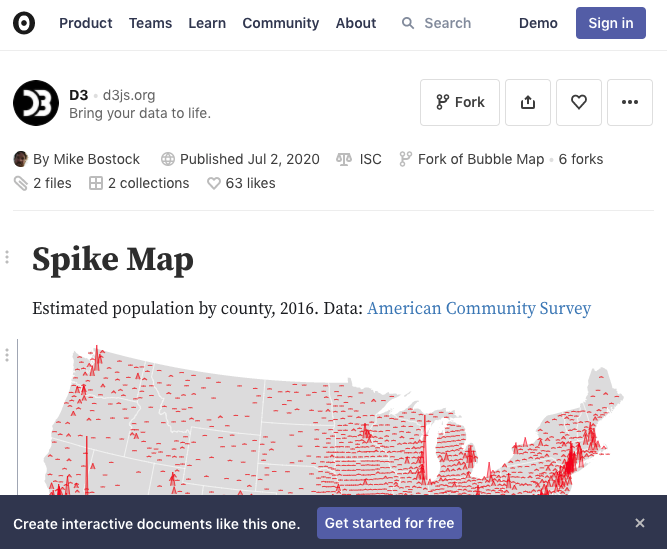 Product Teams Learn Community About Search Demo Sign in
D3 • d3js.org
Bring your data to life.
Fork
By Mike Bostock Published Jul 2, 2020 ISC Fork of Bubble Map • 6 forks
2 files 2 collections 63 likes
Spike Map
Estimated population by county, 2016. Data: American Community Survey
Create interactive documents like this one. Get started for free